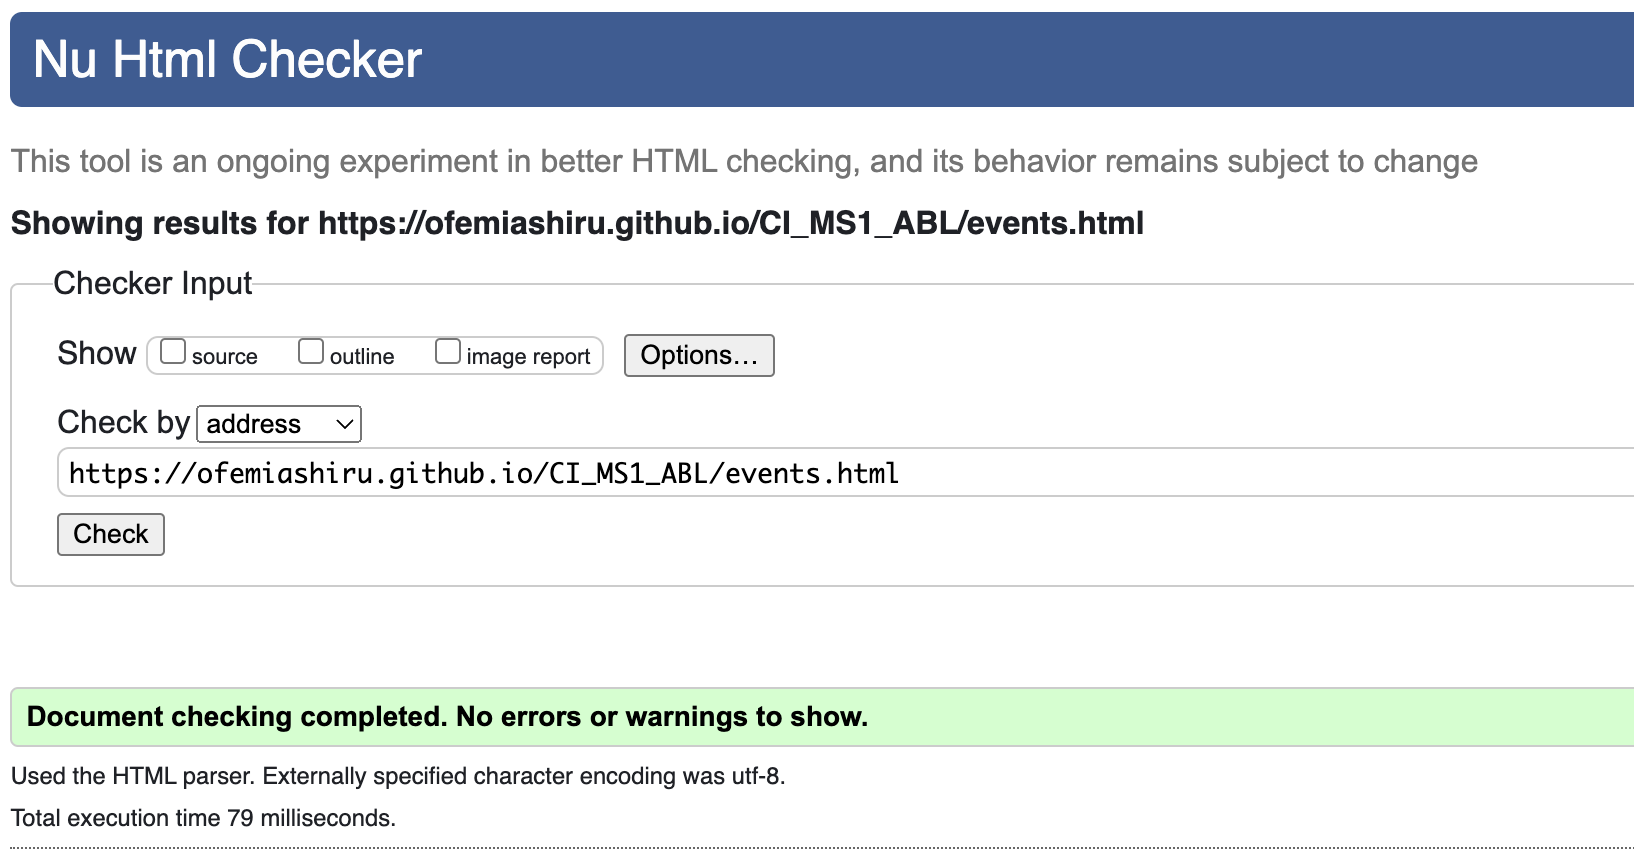 Nu Html Checker
This tool is an ongoing experiment in better HTML checking, and its behavior remains subject to change
Showing results for https://ofemiashiru.github.io/CI_MS1_ABL/events.html
Checker Input
Show source outline image report Options...
Check by address
https://ofemiashiru.github.io/CI_MS1_ABL/events.html
Check
Document checking completed. No errors or warnings to show.
Used the HTML parser. Externally specified character encoding was utf-8.
Total execution time 79 milliseconds.